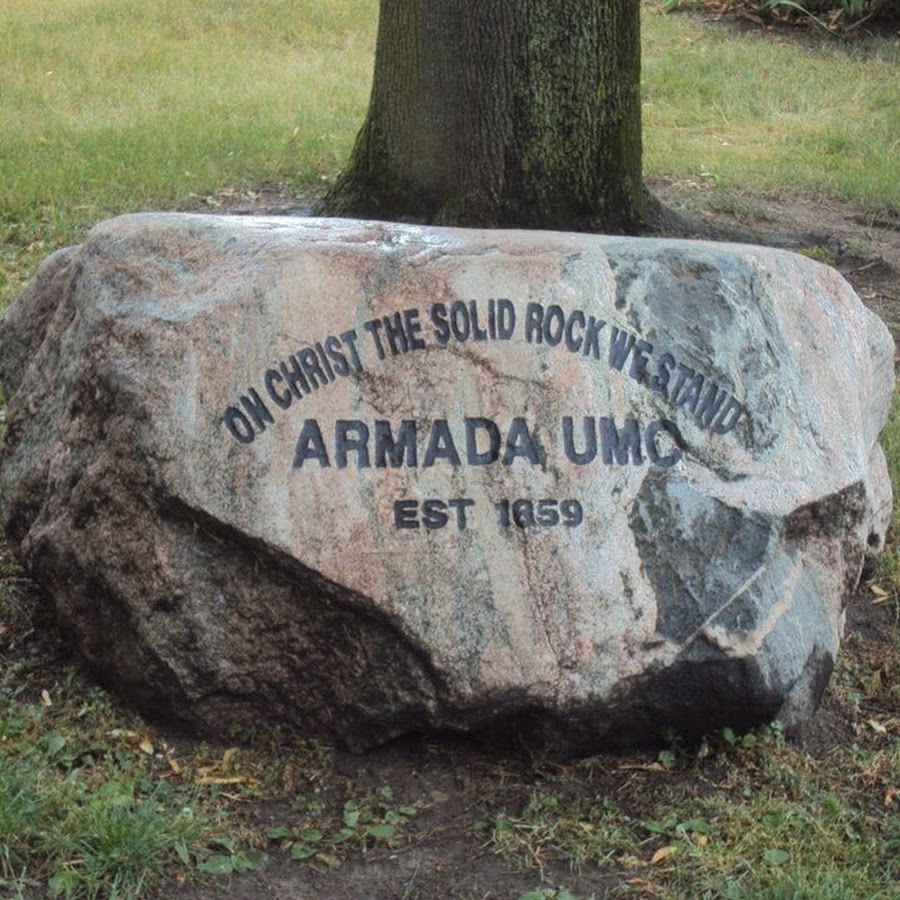 ON CHRIST THE SOLID ROCK WE STAND
ARMADA UMC
EST 1859